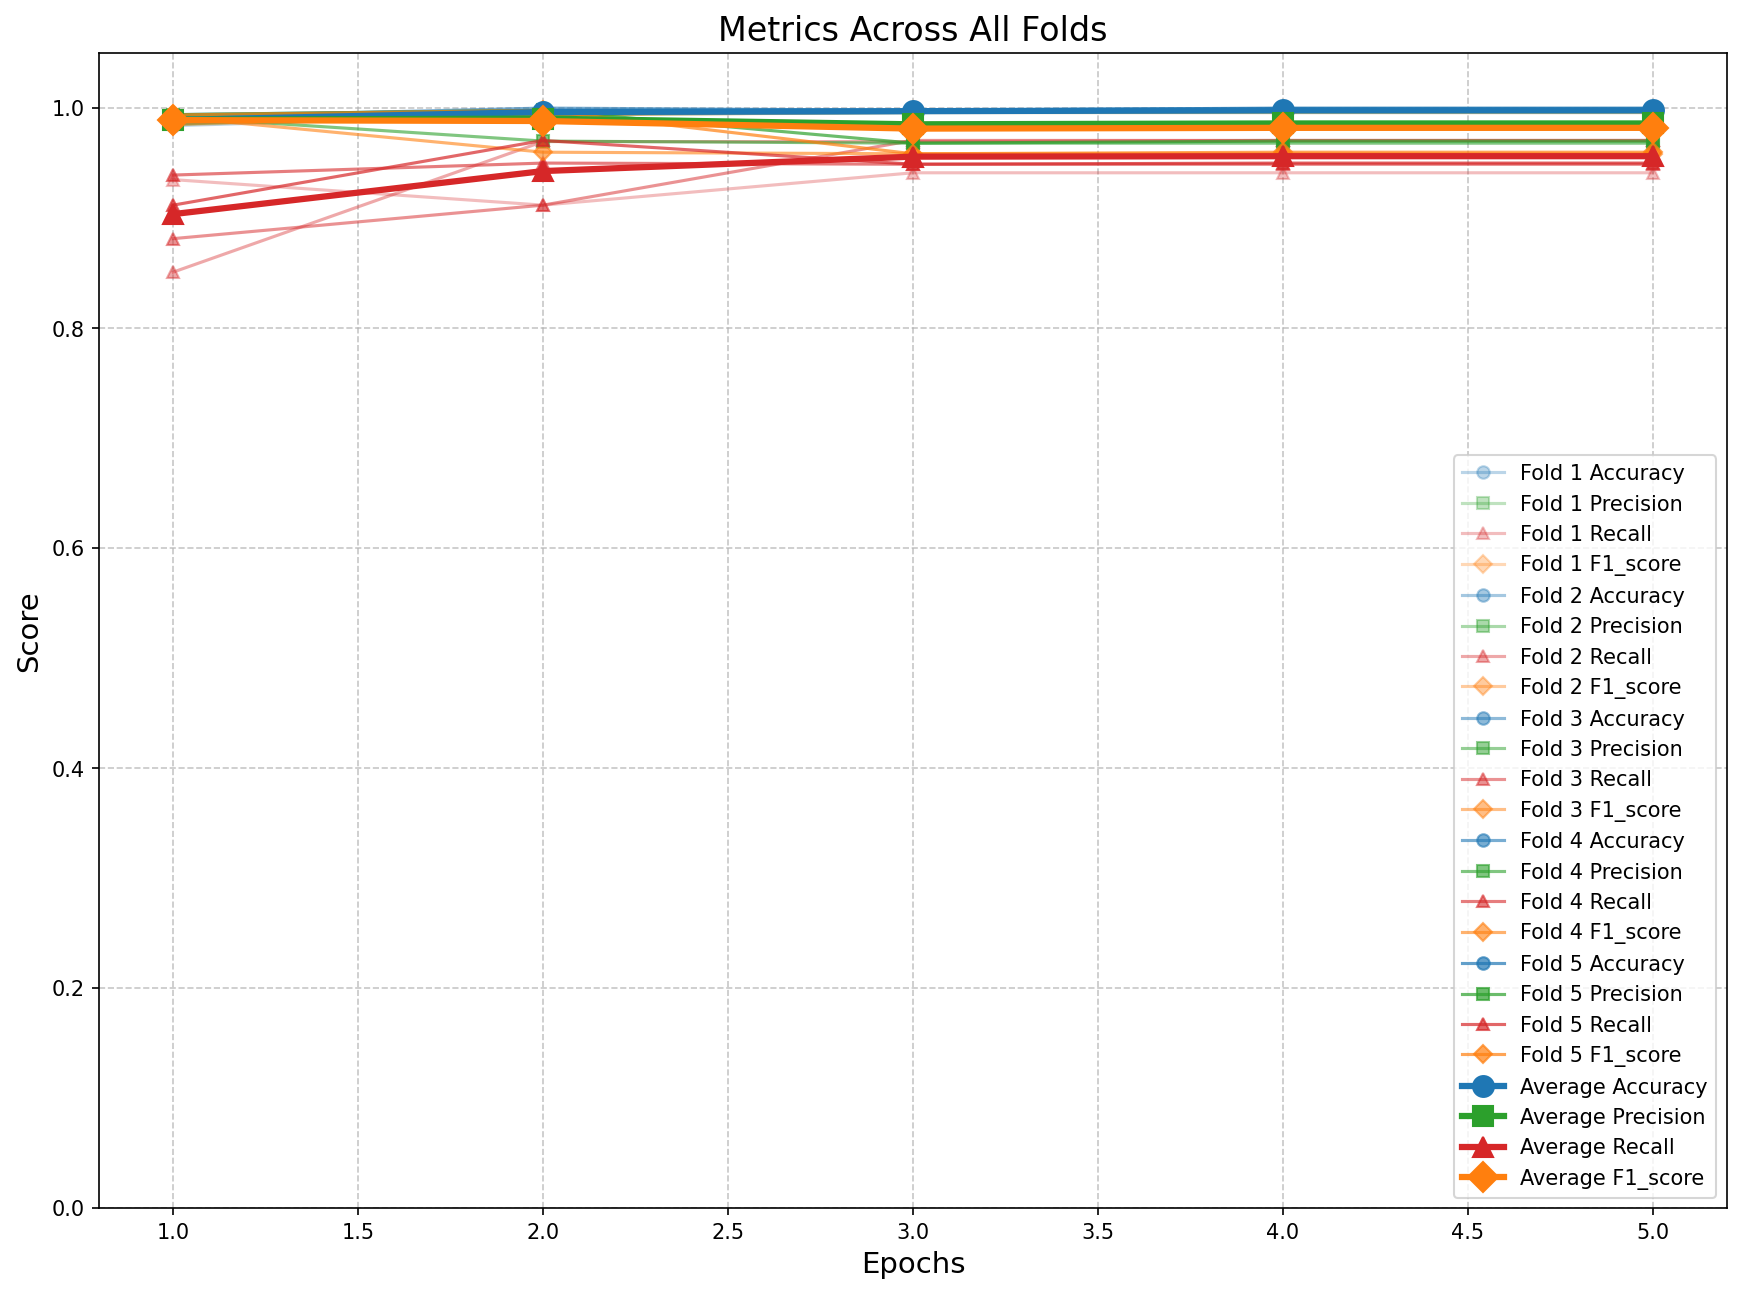 Metrics Across All Folds
Score
1.0
0.8
0.6
0.4
0.2
0.0
Fold 1 Accuracy
Fold 1 Precision
Fold 1 Recall
Fold 1 F1_score
Fold 2 Accuracy
Fold 2 Precision
Fold 2 Recall
Fold 2 F1_score
Fold 3 Accuracy
Fold 3 Precision
Fold 3 Recall
Fold 3 F1_score
Fold 4 Accuracy
Fold 4 Precision
Fold 4 Recall
Fold 4 F1_score
Fold 5 Accuracy
Fold 5 Precision
Fold 5 Recall
Fold 5 F1_score
Average Accuracy
Average Precision
Average Recall
Average F1_score
1.0 1.5 2.0 2.5 3.0 3.5 4.0 4.5 5.0
Epochs